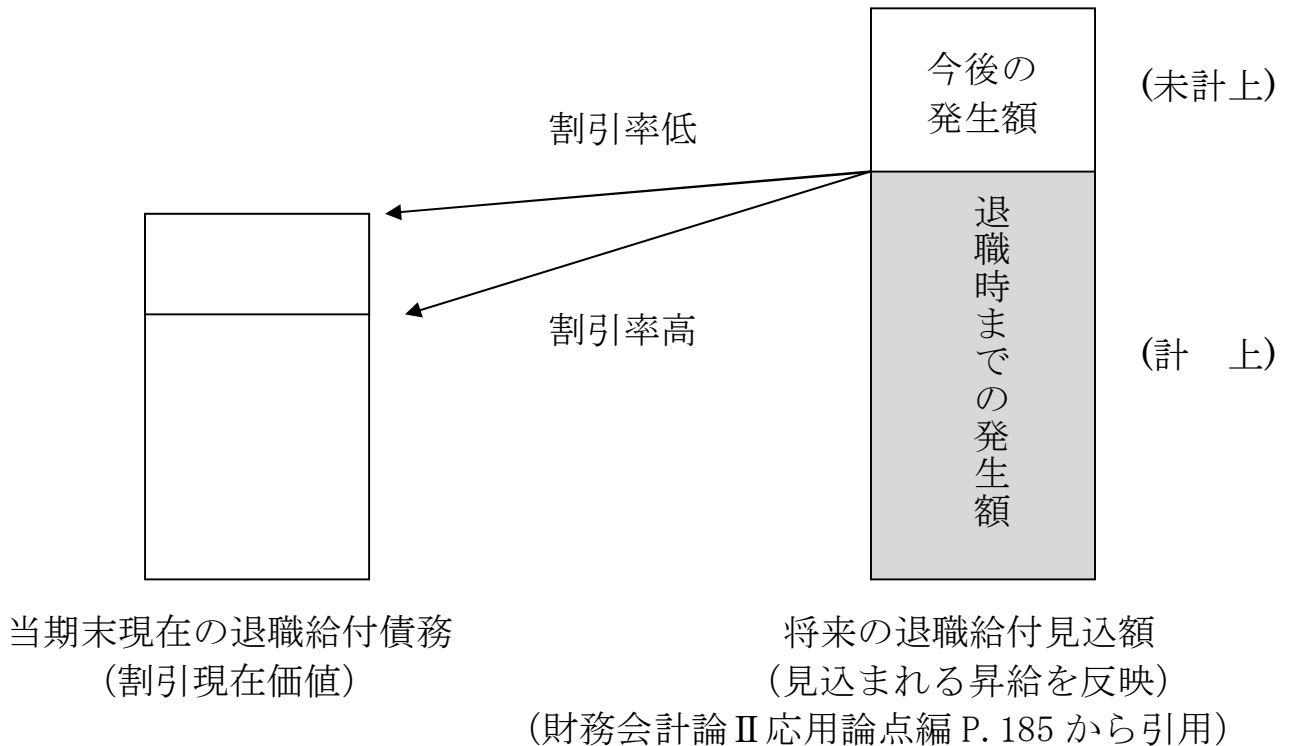 今後の
発生額
(未計上)
割引率低
退職時までの発生額
割引率高
(計　上)
当期末現在の退職給付債務
(割引現在価値)
将来の退職給付見込額
(見込まれる昇給を反映)
(財務会計論Ⅱ応用論点編 P.185 から引用)